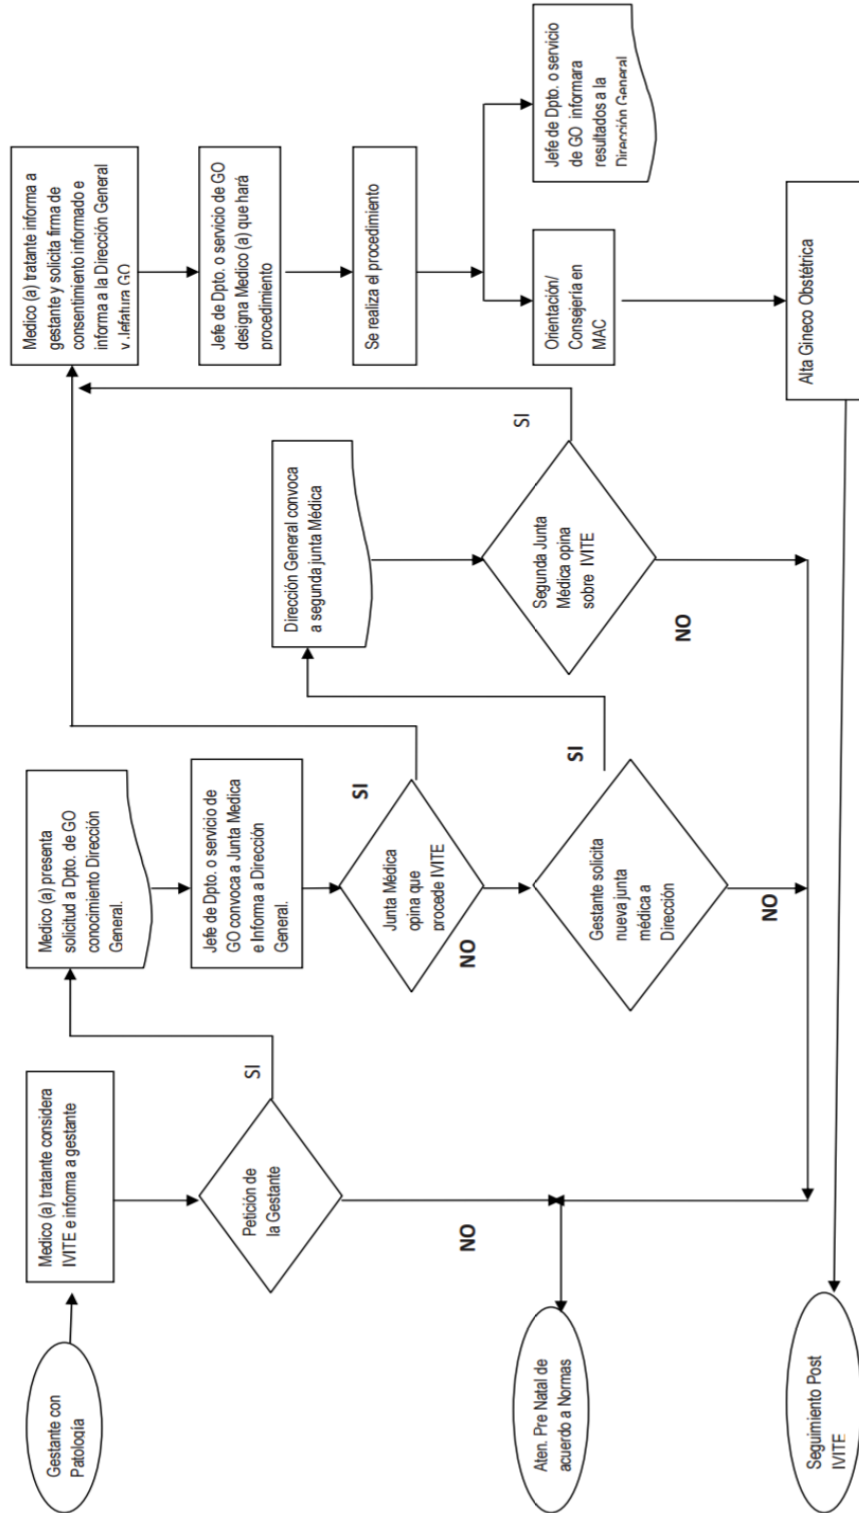 Gestante con
Patología
Medico (a) tratante considera
IVITE e informa a gestante
Petición de
la Gestante
SI
NO
Medico (a) presenta
solicitud a Dpto. de GO
conocimiento Dirección
General.
Jefe de Dpto. o servicio de
GO convoca a Junta Medica
e Informa a Dirección
General.
Junta Médica
opina que
procede IVITE
SI
NO
Gestante solicita
nueva junta
médica a
Dirección
SI
NO
Dirección General convoca
a segunda junta Médica
Segunda Junta
Médica opina
sobre IVITE
SI
NO
Medico (a) tratante informa a
gestante y solicita firma de
consentimiento informado e
informa a la Dirección General
y Jefatura GO
Jefe de Dpto. o servicio de GO
designa Medico (a) que hará
procedimiento
Se realiza el procedimiento
Orientación/
Consejería en
MAC
Jefe de Dpto. o servicio
de GO informara
resultados a la
Dirección General
Alta Gineco Obstétrica
Aten. Pre Natal de
acuerdo a Normas
Seguimiento Post
IVITE